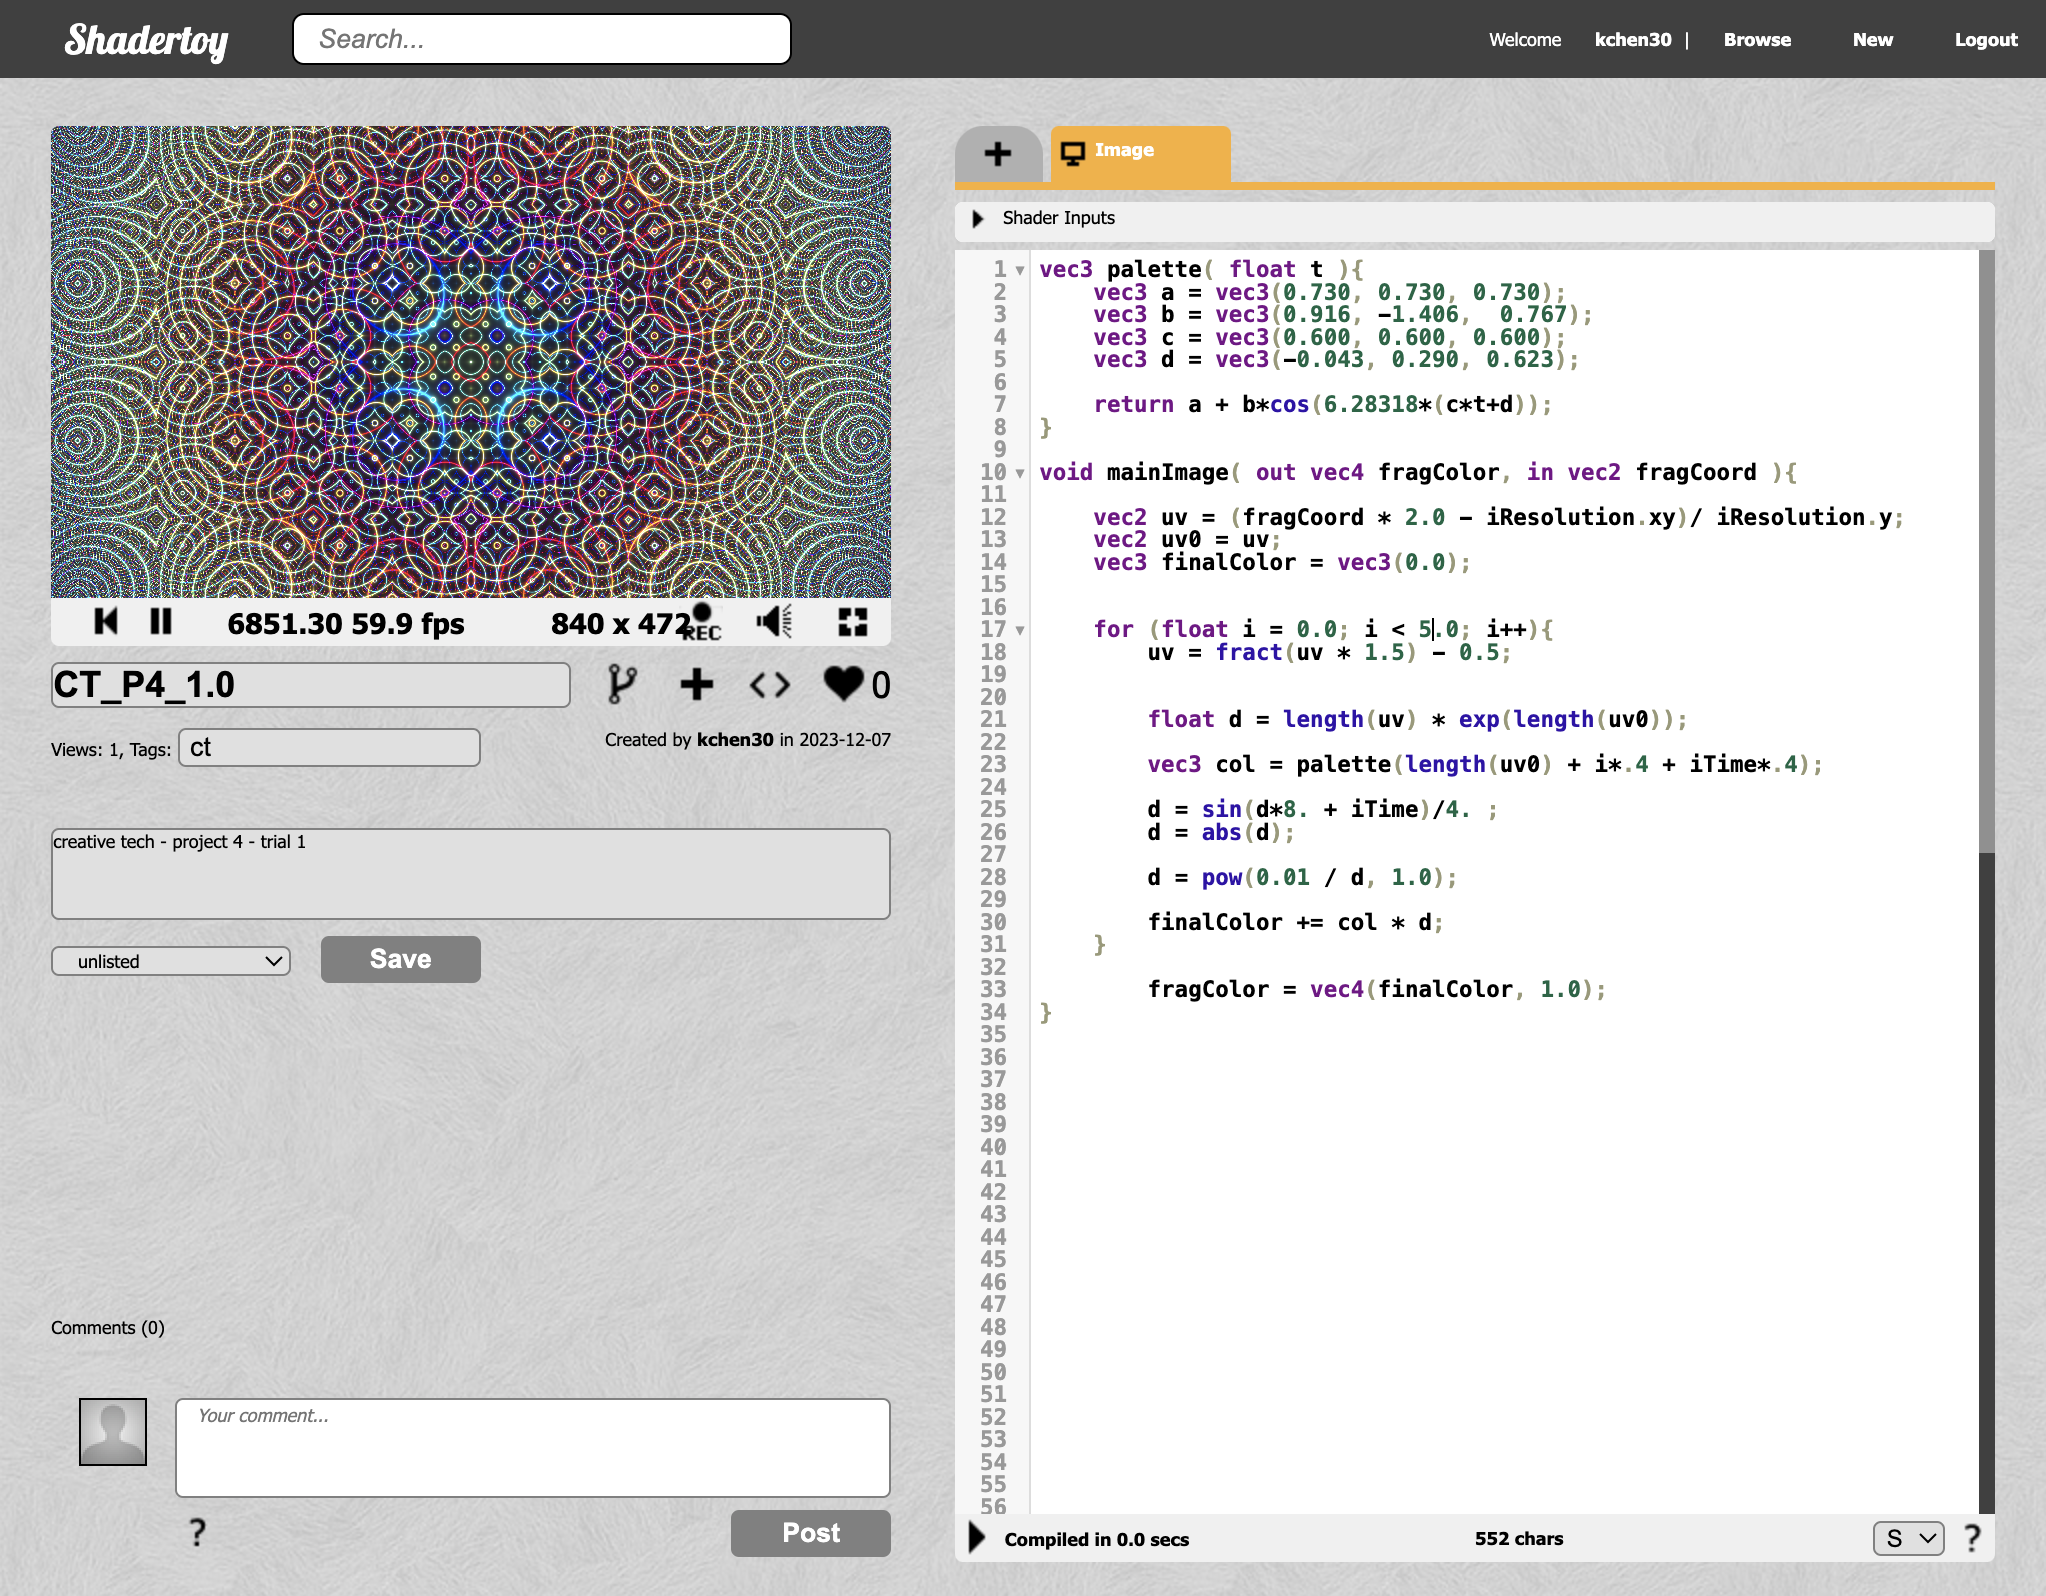 Shadertoy
Search...
Welcome kchen30 | Browse New Logout
6851.30 59.9 fps 840 x 472 REC
CT_P4_1.0
0
Views: 1, Tags: ct
Created by kchen30 in 2023-12-07
creative tech - project 4 - trial 1
unlisted
Save
Comments (0)
Your comment...
?
Post
+ Image
Shader Inputs
1 vec3 palette( float t ){
2     vec3 a = vec3(0.730, 0.730, 0.730);
3     vec3 b = vec3(0.916, -1.406,  0.767);
4     vec3 c = vec3(0.600, 0.600, 0.600);
5     vec3 d = vec3(-0.043, 0.290, 0.623);
6
7     return a + b*cos(6.28318*(c*t+d));
8 }
9
10 void mainImage( out vec4 fragColor, in vec2 fragCoord ){
11
12     vec2 uv = (fragCoord * 2.0 - iResolution.xy)/ iResolution.y;
13     vec2 uv0 = uv;
14     vec3 finalColor = vec3(0.0);
15
16
17     for (float i = 0.0; i < 5.0; i++){
18         uv = fract(uv * 1.5) - 0.5;
19
20
21         float d = length(uv) * exp(length(uv0));
22
23         vec3 col = palette(length(uv0) + i*.4 + iTime*.4);
24
25         d = sin(d*8. + iTime)/4. ;
26         d = abs(d);
27
28         d = pow(0.01 / d, 1.0);
29
30         finalColor += col * d;
31     }
32
33         fragColor = vec4(finalColor, 1.0);
34 }
35
36
37
38
39
40
41
42
43
44
45
46
47
48
49
50
51
52
53
54
55
56
Compiled in 0.0 secs 552 chars S ?